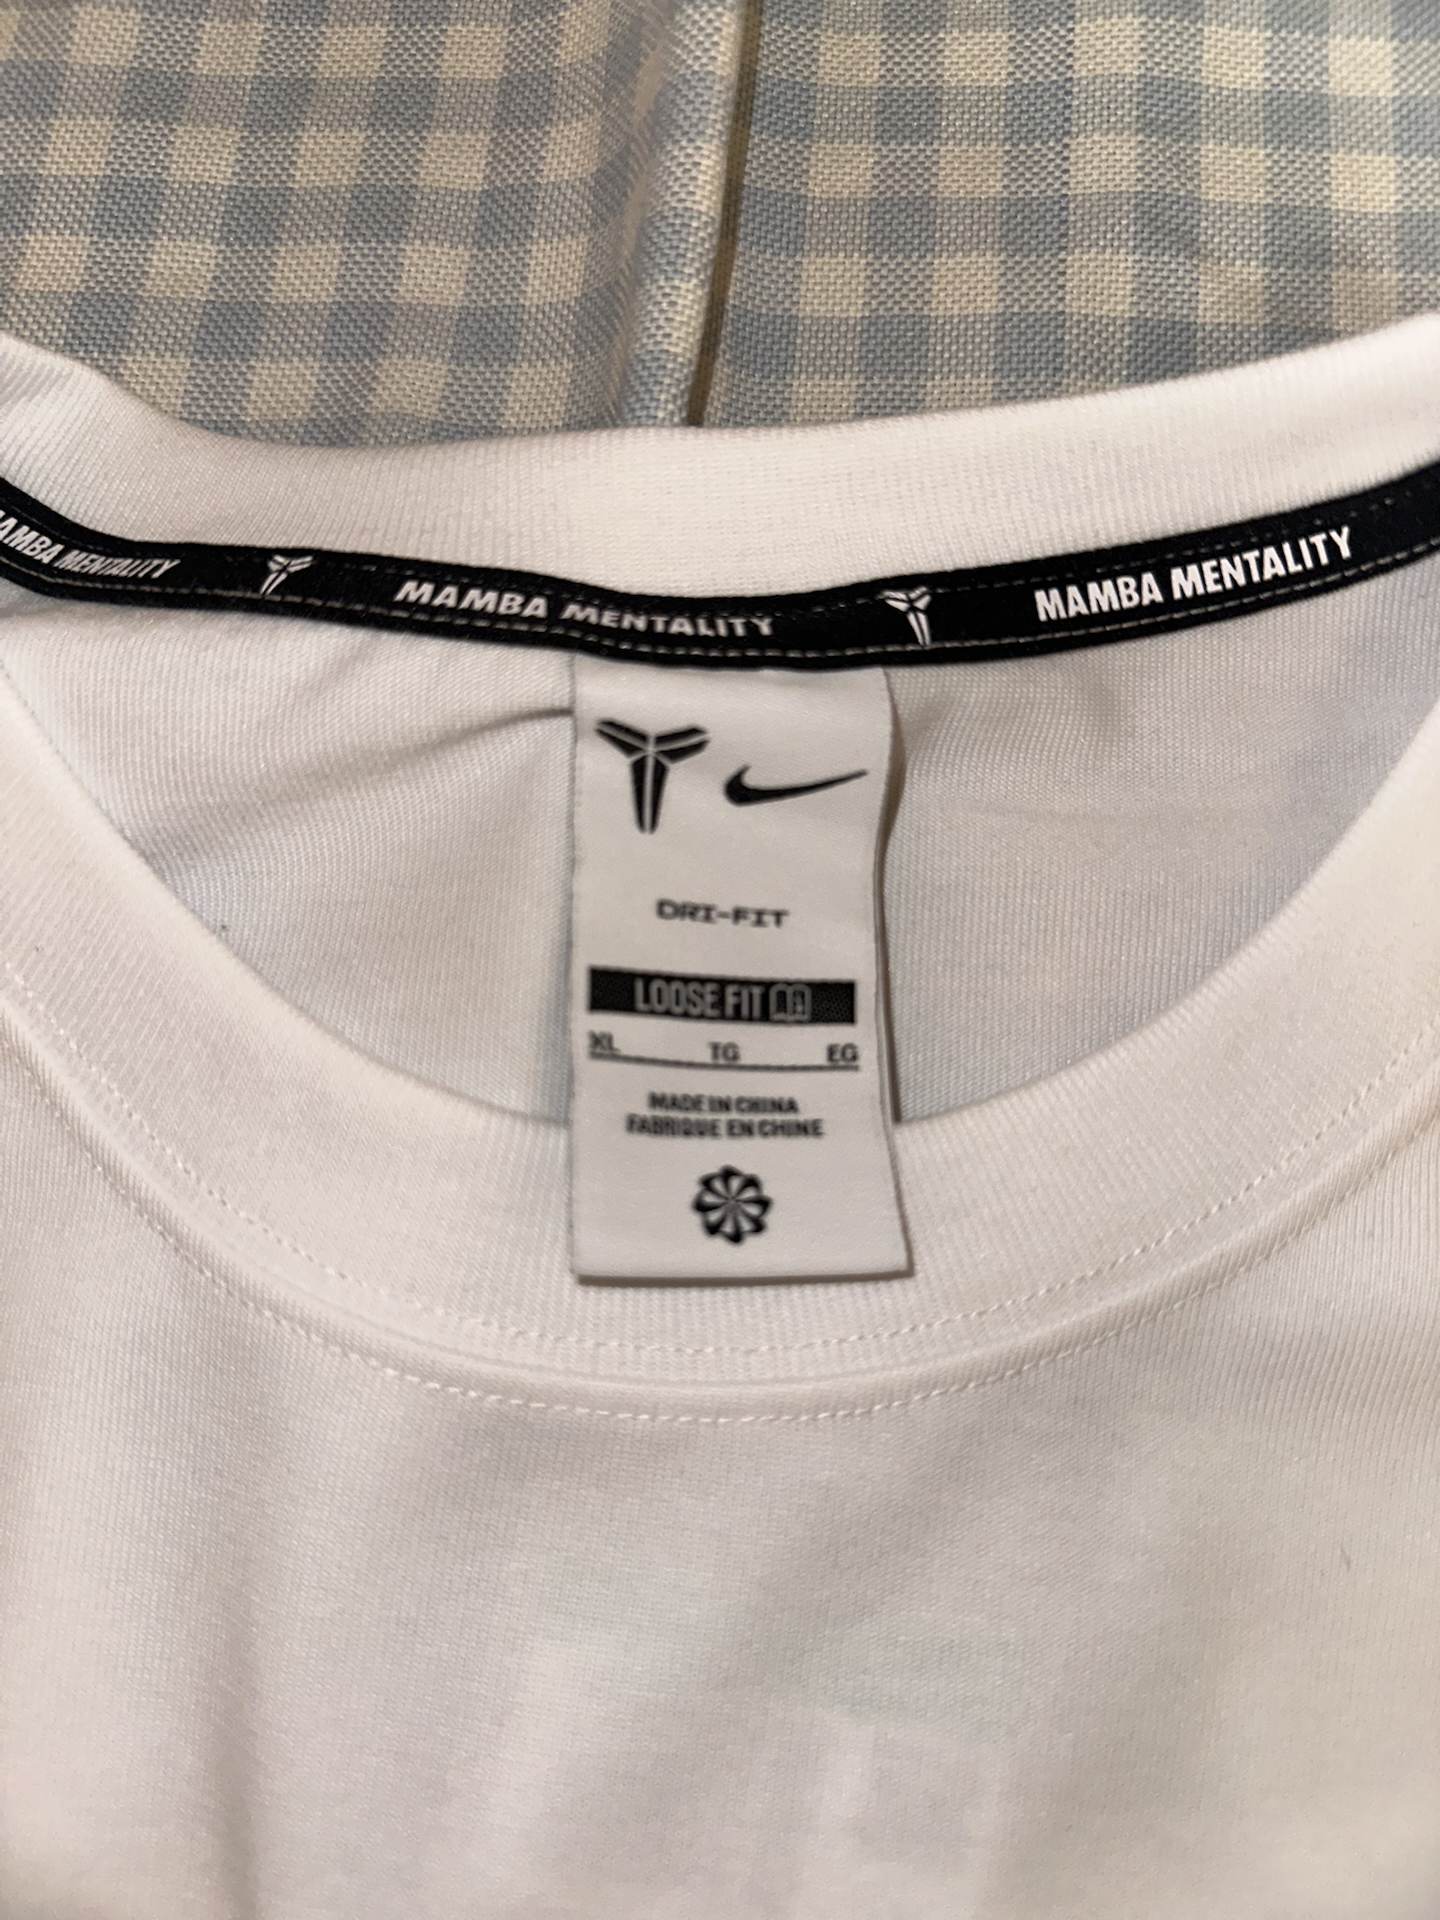 MAMBA MENTALITY MAMBA MENTALITY MAMBA MENTALITY
DRI-FIT
LOOSE FIT
XL TG EG
MADE IN CHINA
FABRIQUE EN CHINE